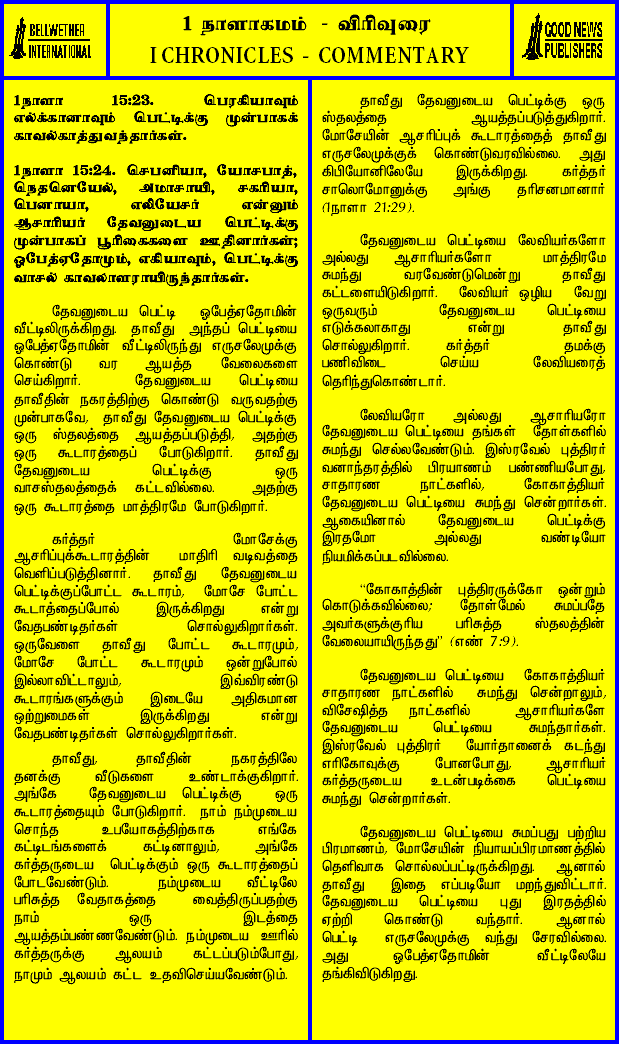 BELLWETHER
INTERNATIONAL
1 நாளாகமம் - விரிவுரை
I CHRONICLES - COMMENTARY
GOOD NEWS
PUBLISHERS
1நாளா 15:23. பெரகியாவும்
எல்க்கானாவும் பெட்டிக்கு முன்பாகக்
காவல்காத்துவந்தார்கள்.
1நாளா 15:24. செபனியா, யோசபாத்,
நெதனெயேல், அமாசாயி, சகரியா,
பெனாயா, எலியேசர் என்னும்
ஆசாரியர் தேவனுடைய பெட்டிக்கு
முன்பாகப் பூரிகைகளை ஊதினார்கள்;
ஓபேத்ஏதோமும், எகியாவும், பெட்டிக்கு
வாசல் காவலாளராயிருந்தார்கள்.
தேவனுடைய பெட்டி ஓபேத்ஏதோமின்
வீட்டிலிருக்கிறது. தாவீது அந்தப் பெட்டியை
ஓபேத்ஏதோமின் வீட்டிலிருந்து எருசலேமுக்கு
கொண்டு வர ஆயத்த வேலைகளை
செய்கிறார். தேவனுடைய பெட்டியை
தாவீதின் நகரத்திற்கு கொண்டு வருவதற்கு
முன்பாகவே, தாவீது தேவனுடைய பெட்டிக்கு
ஒரு ஸ்தலத்தை ஆயத்தப்படுத்தி, அதற்கு
ஒரு கூடாரத்தைப் போடுகிறார். தாவீது
தேவனுடைய பெட்டிக்கு ஒரு
வாசஸ்தலத்தைக் கட்டவில்லை. அதற்கு
ஒரு கூடாரத்தை மாத்திரமே போடுகிறார்.
கர்த்தர் மோசேக்கு
ஆசரிப்புக்கூடாரத்தின் மாதிரி வடிவத்தை
வெளிப்படுத்தினார். தாவீது தேவனுடைய
பெட்டிக்குப்போட்ட கூடாரம், மோசே போட்ட
கூடாத்தைப்போல் இருக்கிறது என்று
வேதபண்டிதர்கள் சொல்லுகிறார்கள்.
ஒருவேளை தாவீது போட்ட கூடாரமும்,
மோசே போட்ட கூடாரமும் ஒன்றுபோல்
இல்லாவிட்டாலும், இவ்விரண்டு
கூடாரங்களுக்கும் இடையே அதிகமான
ஒற்றுமைகள் இருக்கிறது என்று
வேதபண்டிதர்கள் சொல்லுகிறார்கள்.
தாவீது, தாவீதின் நகரத்திலே
தனக்கு வீடுகளை உண்டாக்குகிறார்.
அங்கே தேவனுடைய பெட்டிக்கு ஒரு
கூடாரத்தையும் போடுகிறார். நாம் நம்முடைய
சொந்த உபயோகத்திற்காக எங்கே
கட்டிடங்களைக் கட்டினாலும், அங்கே
கர்த்தருடைய பெட்டிக்கும் ஒரு கூடாரத்தைப்
போடவேண்டும். நம்முடைய வீட்டிலே
பரிசுத்த வேதாகத்தை வைத்திருப்பதற்கு
நாம் ஒரு இடத்தை
ஆயத்தம்பண்ணவேண்டும். நம்முடைய ஊரில்
கர்த்தருக்கு ஆலயம் கட்டப்படும்போது,
நாமும் ஆலயம் கட்ட உதவிசெய்யவேண்டும்.
தாவீது தேவனுடைய பெட்டிக்கு ஒரு
ஸ்தலத்தை ஆயத்தப்படுத்துகிறார்.
மோசேயின் ஆசரிப்புக் கூடாரத்தைத் தாவீது
எருசலேமுக்குக் கொண்டுவரவில்லை. அது
கிபியோனிலேயே இருக்கிறது. கர்த்தர்
சாலொமோனுக்கு அங்கு தரிசனமானார்
(1நாளா 21:29).
தேவனுடைய பெட்டியை லேவியர்களோ
அல்லது ஆசாரியர்களோ மாத்திரமே
சுமந்து வரவேண்டுமென்று தாவீது
கட்டளையிடுகிறார். லேவியர் ஒழிய வேறு
ஒருவரும் தேவனுடைய பெட்டியை
எடுக்கலாகாது என்று தாவீது
சொல்லுகிறார். கர்த்தர் தமக்கு
பணிவிடை செய்ய லேவியரைத்
தெரிந்துகொண்டார்.
லேவியரோ அல்லது ஆசாரியரோ
தேவனுடைய பெட்டியை தங்கள் தோள்களில்
சுமந்து செல்லவேண்டும். இஸ்ரவேல் புத்திரர்
வனாந்தரத்தில் பிரயாணம் பண்ணியபோது,
சாதாரண நாட்களில், கோகாத்தியர்
தேவனுடைய பெட்டியை சுமந்து சென்றார்கள்.
ஆகையினால் தேவனுடைய பெட்டிக்கு
இரதமோ அல்லது வண்டியோ
நியமிக்கப்படவில்லை.
"கோகாத்தின் புத்திரருக்கோ ஒன்றும்
கொடுக்கவில்லை; தோள்மேல் சுமப்பதே
அவர்களுக்குரிய பரிசுத்த ஸ்தலத்தின்
வேலையாயிருந்தது" (எண் 7:9).
தேவனுடைய பெட்டியை கோகாத்தியர்
சாதாரண நாட்களில் சுமந்து சென்றாலும்,
விசேஷித்த நாட்களில் ஆசாரியர்களே
தேவனுடைய பெட்டியை சுமந்தார்கள்.
இஸ்ரவேல் புத்திரர் யோர்தானைக் கடந்து
எரிகோவுக்கு போனபோது, ஆசாரியர்
கர்த்தருடைய உடன்படிக்கை பெட்டியை
சுமந்து சென்றார்கள்.
தேவனுடைய பெட்டியை சுமப்பது பற்றிய
பிரமாணம், மோசேயின் நியாயப்பிரமாணத்தில்
தெளிவாக சொல்லப்பட்டிருக்கிறது. ஆனால்
தாவீது இதை எப்படியோ மறந்துவிட்டார்.
தேவனுடைய பெட்டியை புது இரதத்தில்
ஏற்றி கொண்டு வந்தார். ஆனால்
பெட்டி எருசலேமுக்கு வந்து சேரவில்லை.
அது ஓபேத்ஏதோமின் வீட்டிலேயே
தங்கிவிடுகிறது.